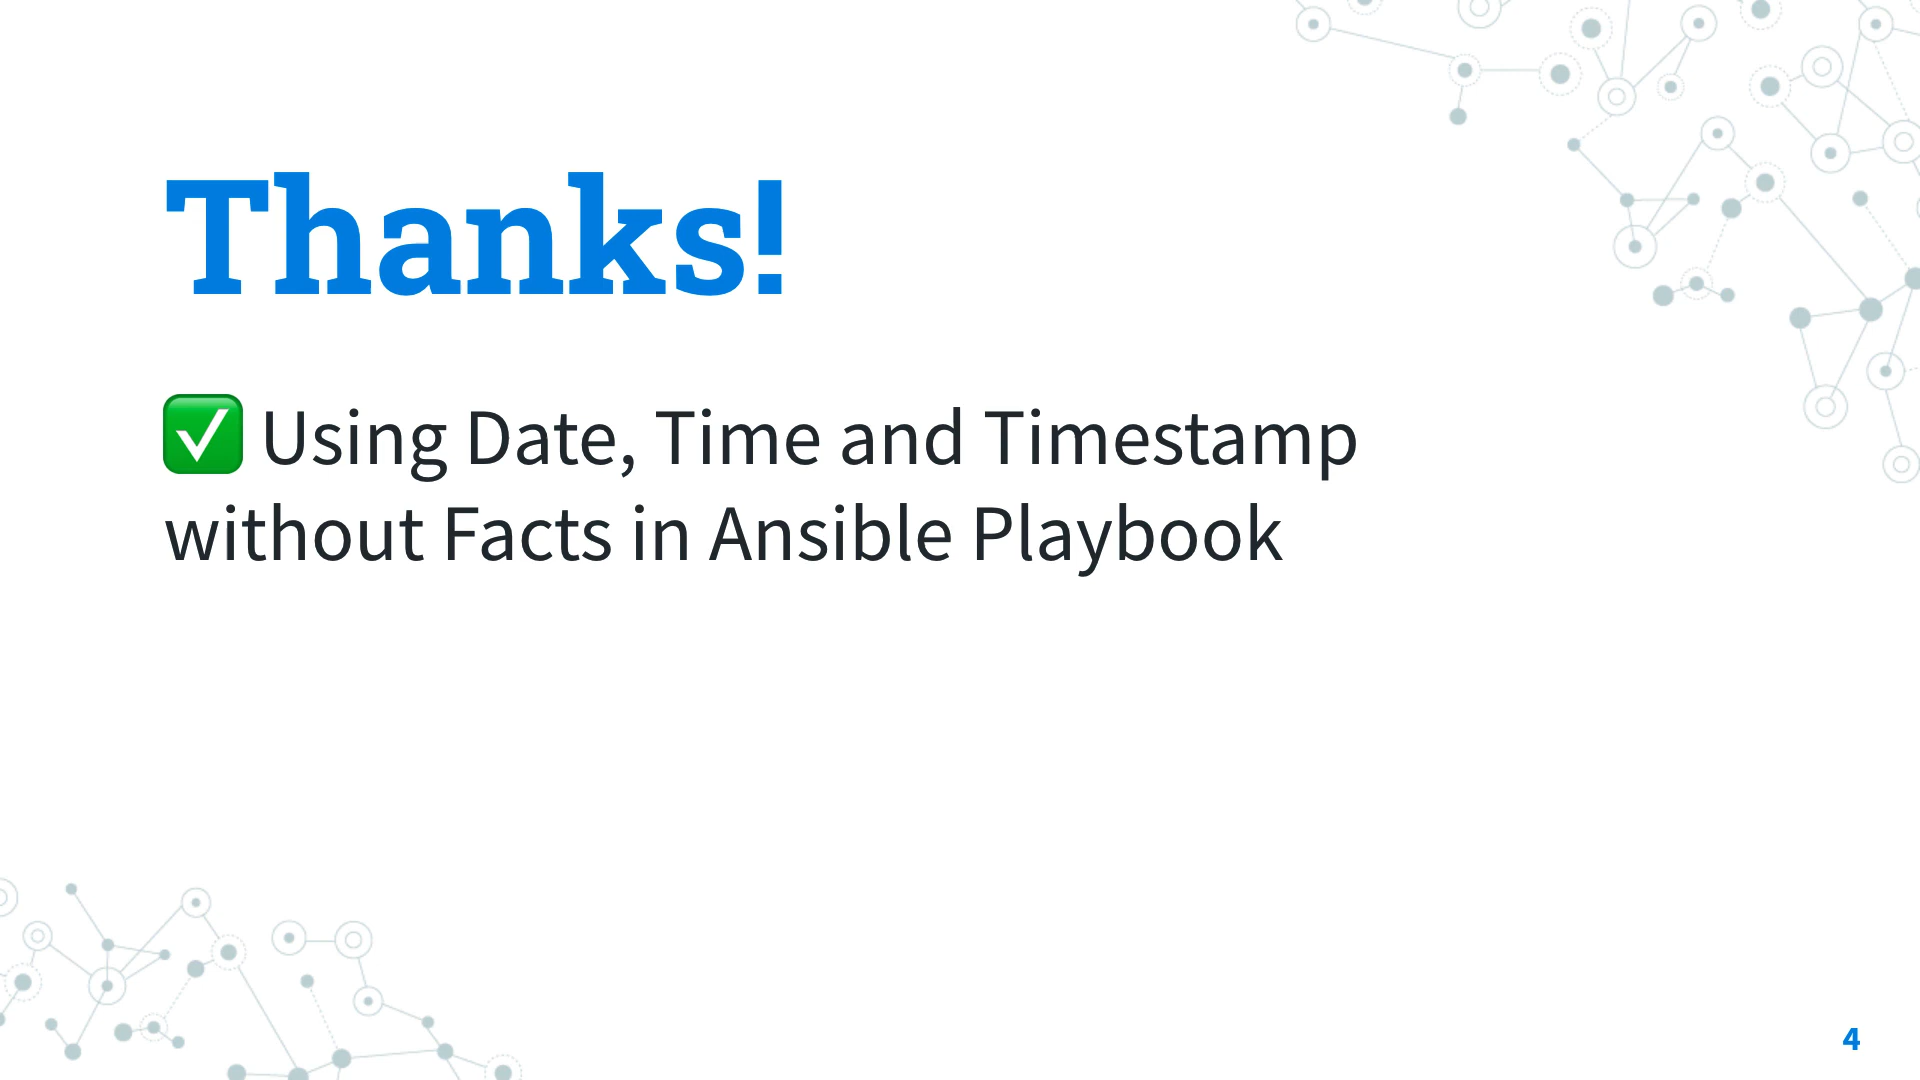 Thanks!
✅ Using Date, Time and Timestamp
without Facts in Ansible Playbook
4